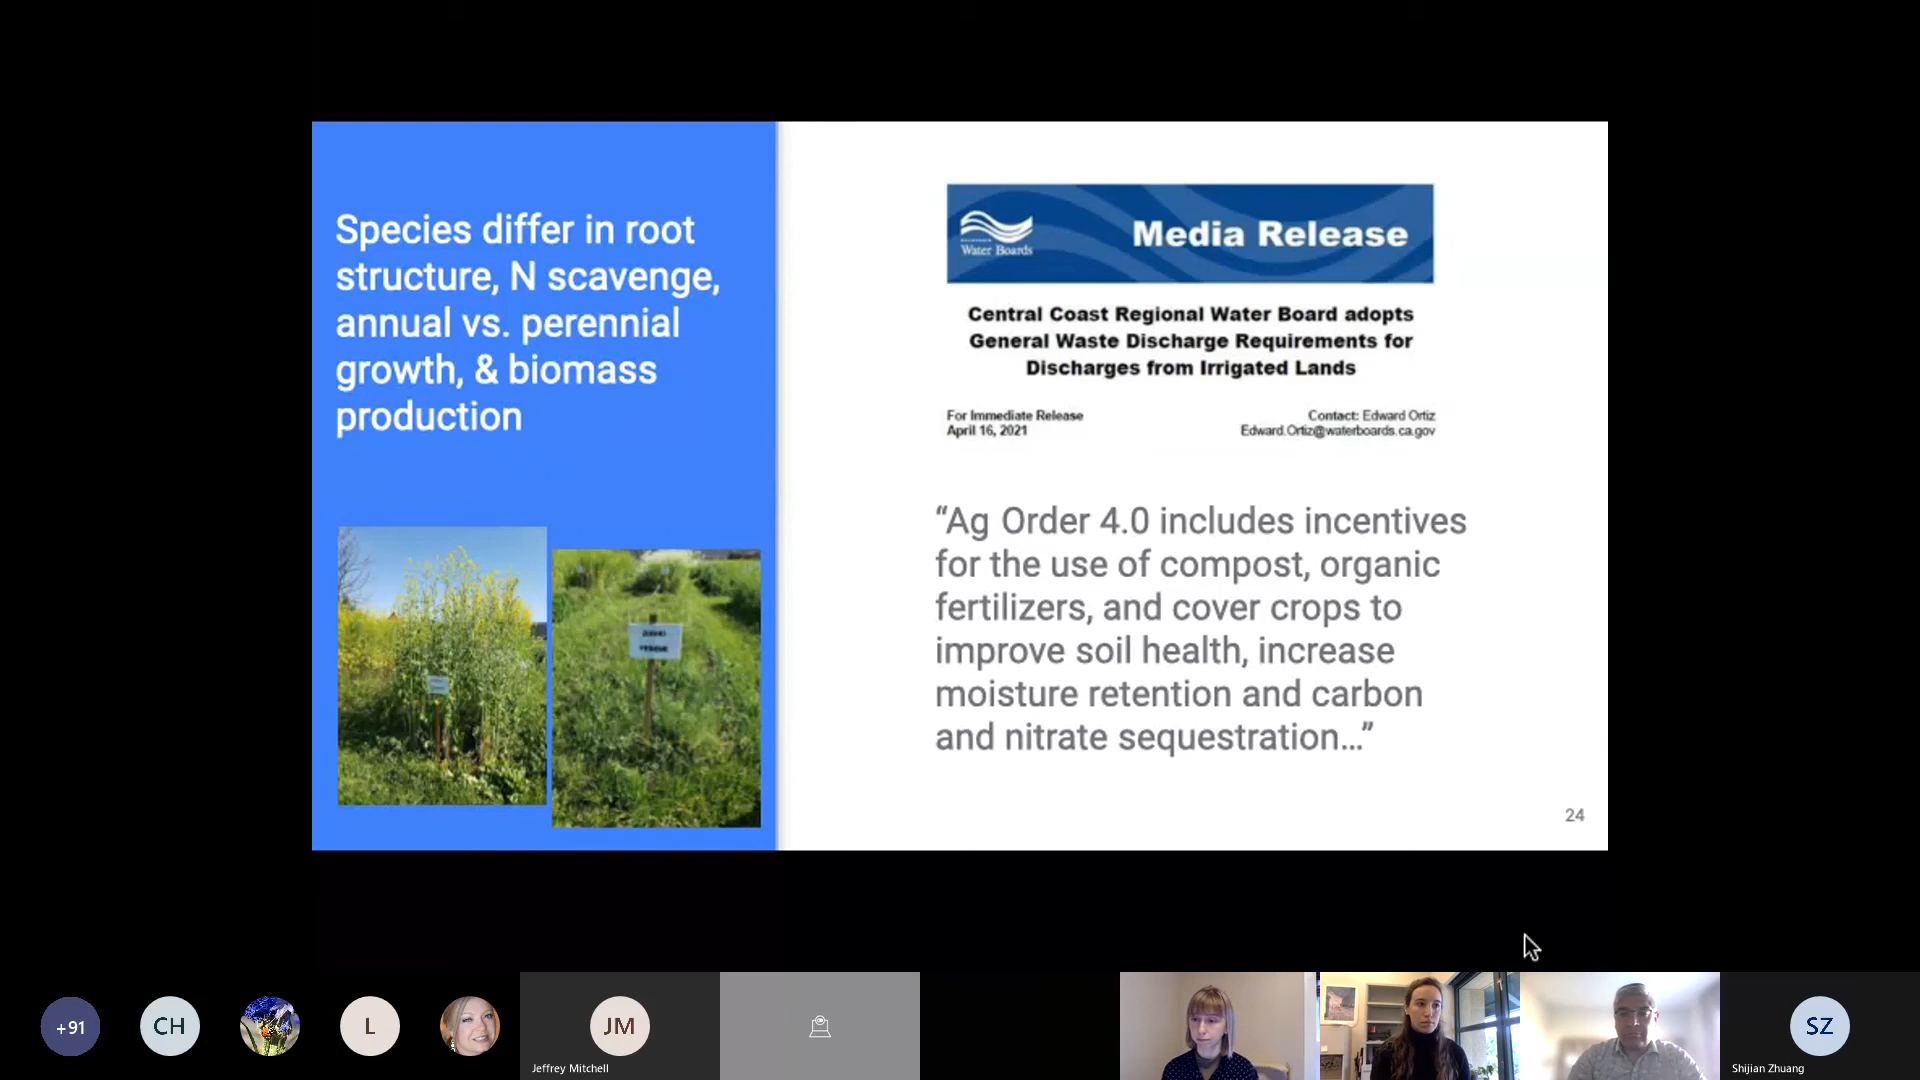 Species differ in root
structure, N scavenge,
annual vs. perennial
growth, & biomass
production
Water Boards
Media Release
Central Coast Regional Water Board adopts
General Waste Discharge Requirements for
Discharges from Irrigated Lands
For Immediate Release
April 16, 2021
Contact: Edward Ortiz
Edward.Ortiz@waterboards.ca.gov
“Ag Order 4.0 includes incentives
for the use of compost, organic
fertilizers, and cover crops to
improve soil health, increase
moisture retention and carbon
and nitrate sequestration…”
24
+91
CH
L
JM
Jeffrey Mitchell
SZ
Shijian Zhuang